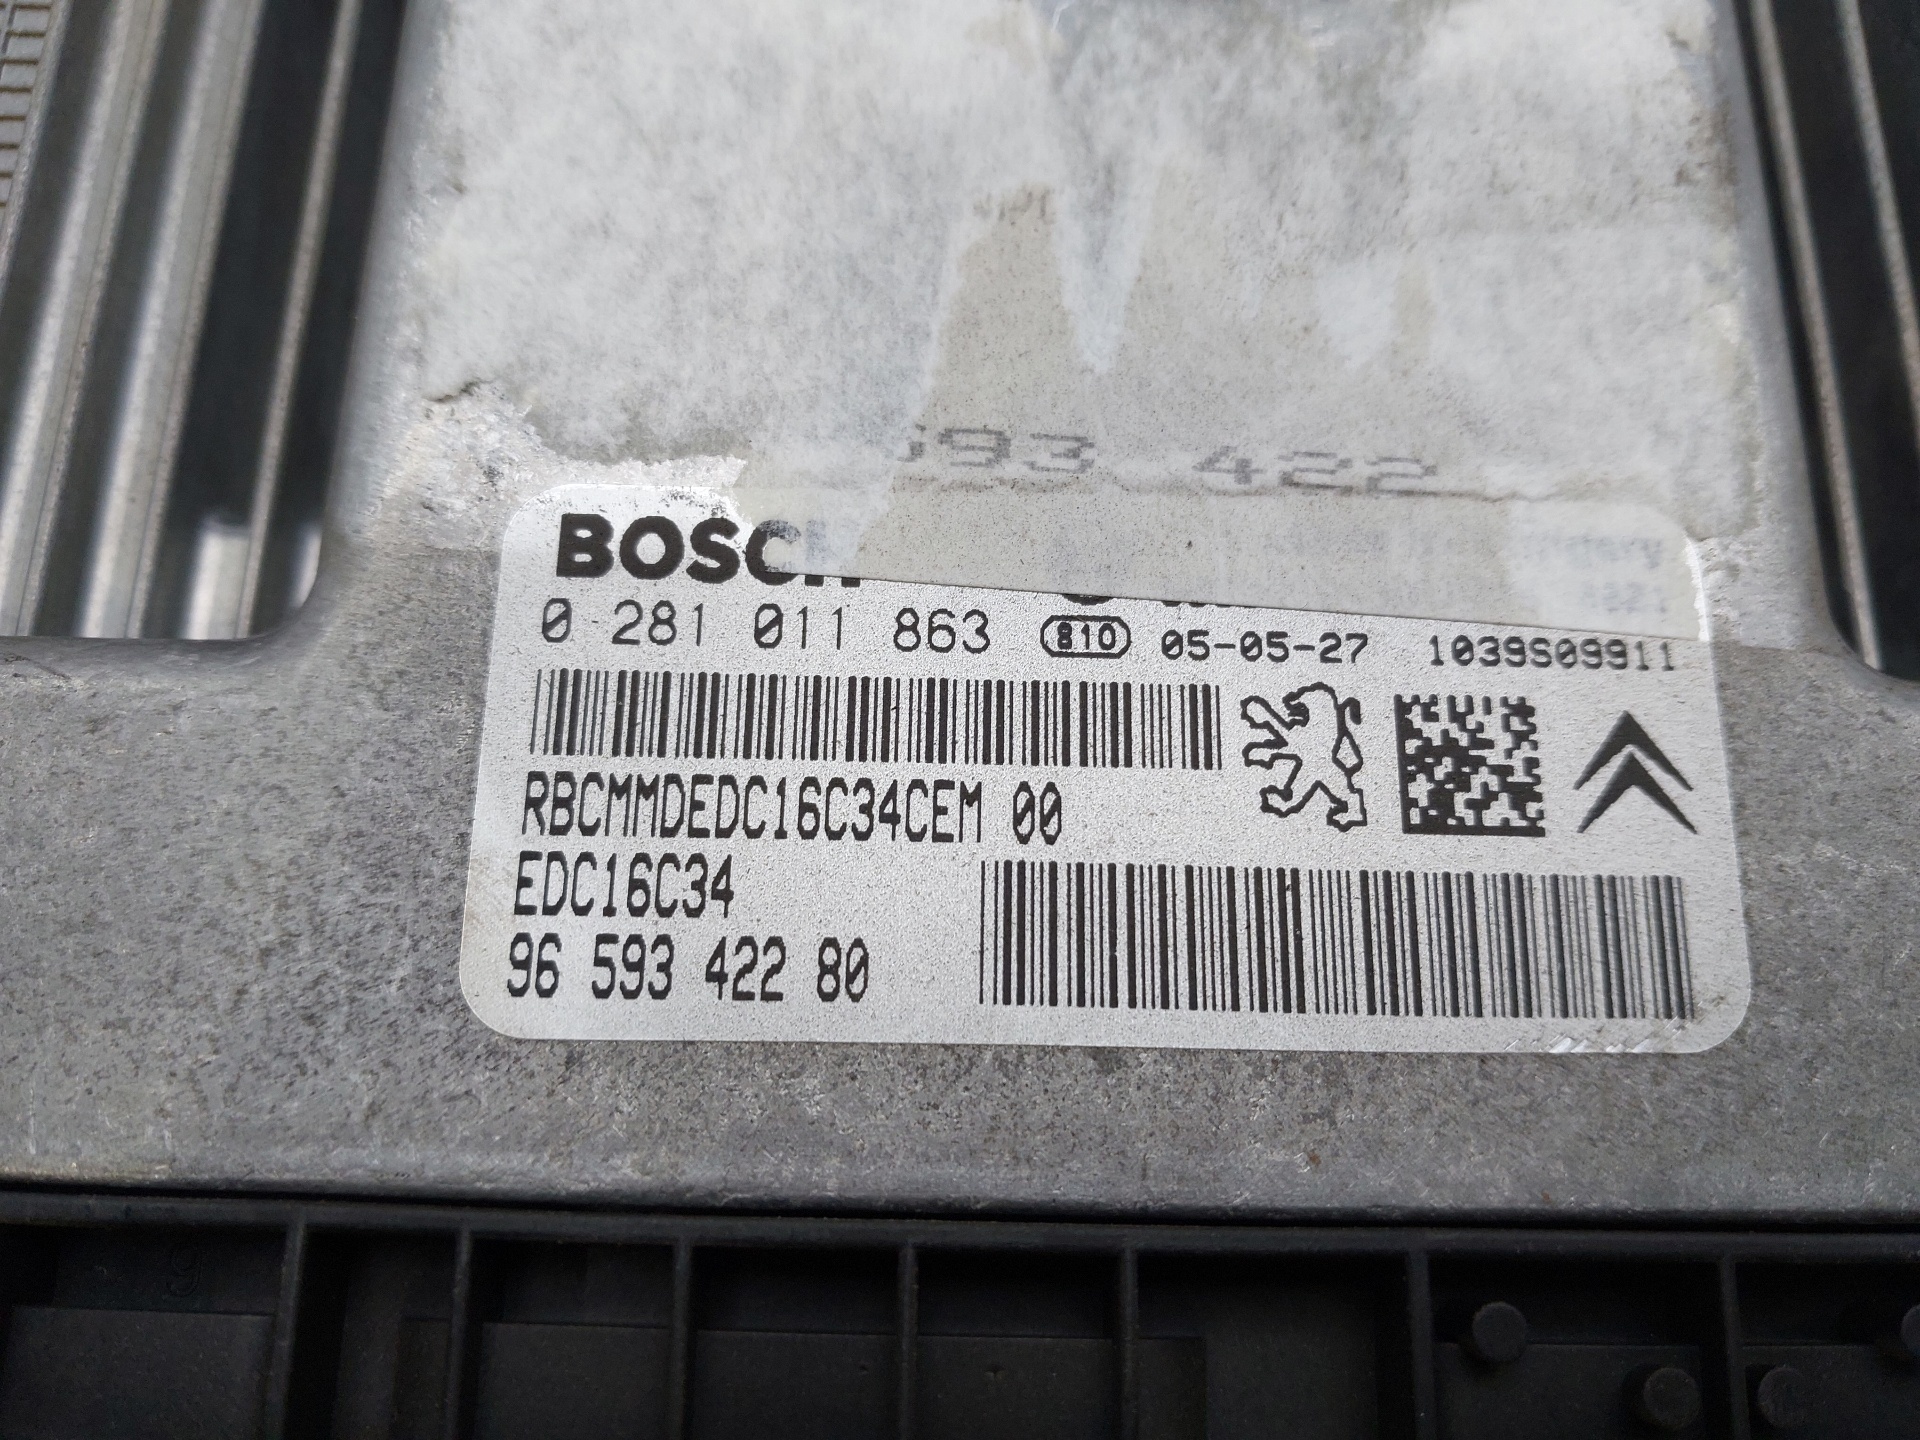 593 422
BOSCH
0 281 011 863 810 05-05-27 1039S09911
RBCMMDEDC16C34CEM 00
EDC16C34
96 593 422 80